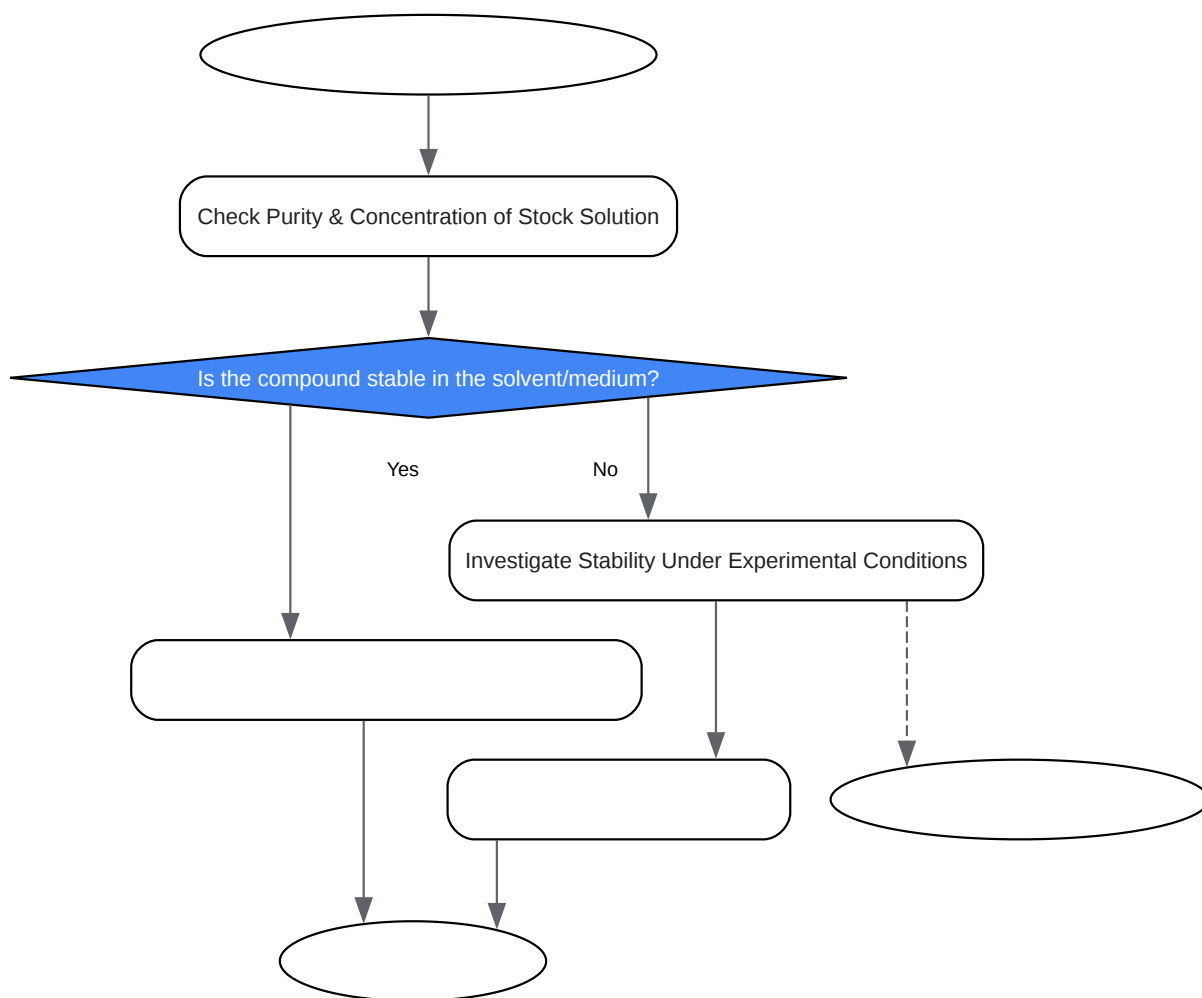 Check Purity & Concentration of Stock Solution
Is the compound stable in the solvent/medium?
Yes
No
Investigate Stability Under Experimental Conditions